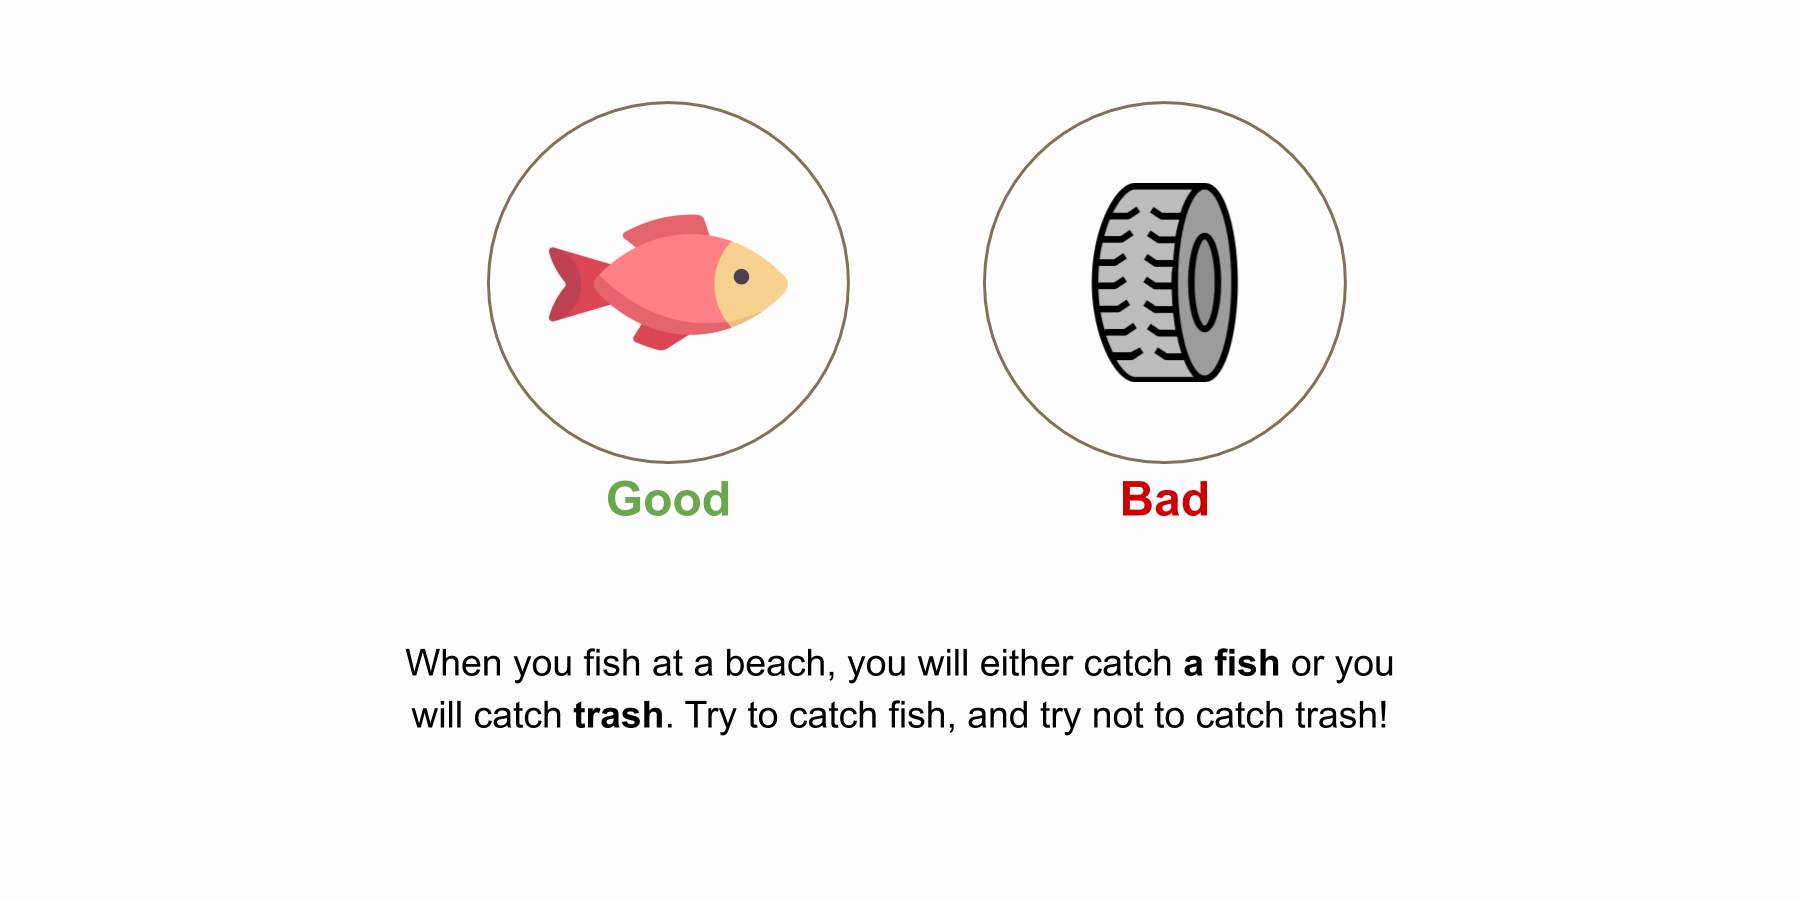 Good
Bad
When you fish at a beach, you will either catch a fish or you
will catch trash. Try to catch fish, and try not to catch trash!